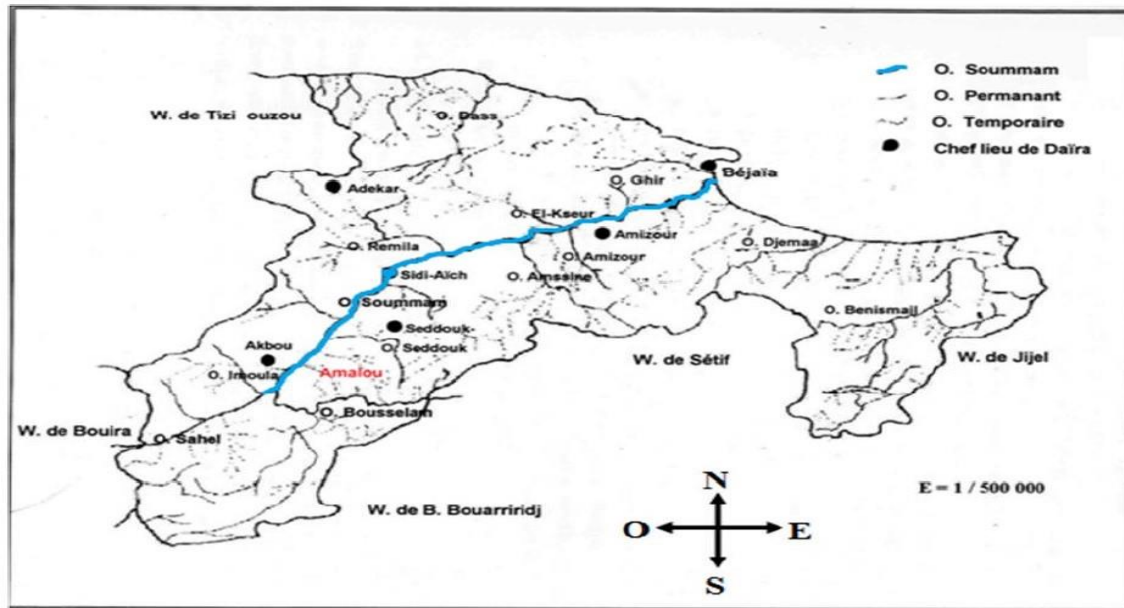 O. Soummam
O. Permanant
O. Temporaire
Chef lieu de Daïra
W. de Tizi ouzou
O. Dass
Béjaïa
O. Ghir
Adekar
O. El-Kseur
Amizour
O. Djemaa
O. Remila
O. Amizour
Sidi-Aïch
O. Amssine
O. Soummam
O. Benismail
Seddouk
Akbou
O. Seddouk
W. de Sétif
W. de Jijel
O. Imoula
Amalou
O. Bousselam
W. de Bouira
O. Sahel
W. de B. Bouarriridj
N
E = 1 / 500 000
O
E
S